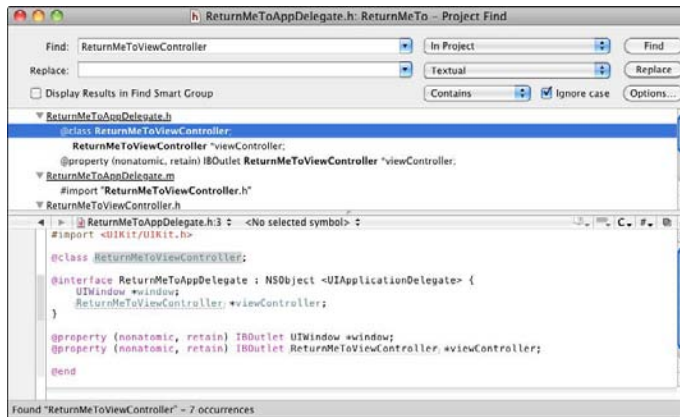 ReturnMeToAppDelegate.h: ReturnMeTo - Project Find
Find: ReturnMeToViewController In Project Find
Replace: Textual Replace
Display Results in Find Smart Group Contains Ignore case Options...
ReturnMeToAppDelegate.h
@class ReturnMeToViewController;
ReturnMeToViewController *viewController;
@property (nonatomic, retain) IBOutlet ReturnMeToViewController *viewController;
ReturnMeToAppDelegate.m
#import "ReturnMeToViewController.h"
ReturnMeToViewController.h
ReturnMeToAppDelegate.h:3 <No selected symbol> C, #,
#import <UIKit/UIKit.h>
@class ReturnMeToViewController;
@interface ReturnMeToAppDelegate : NSObject <UIApplicationDelegate> {
UIWindow *window;
ReturnMeToViewController *viewController;
}
@property (nonatomic, retain) IBOutlet UIWindow *window;
@property (nonatomic, retain) IBOutlet ReturnMeToViewController *viewController;
@end
Found "ReturnMeToViewController" - 7 occurrences